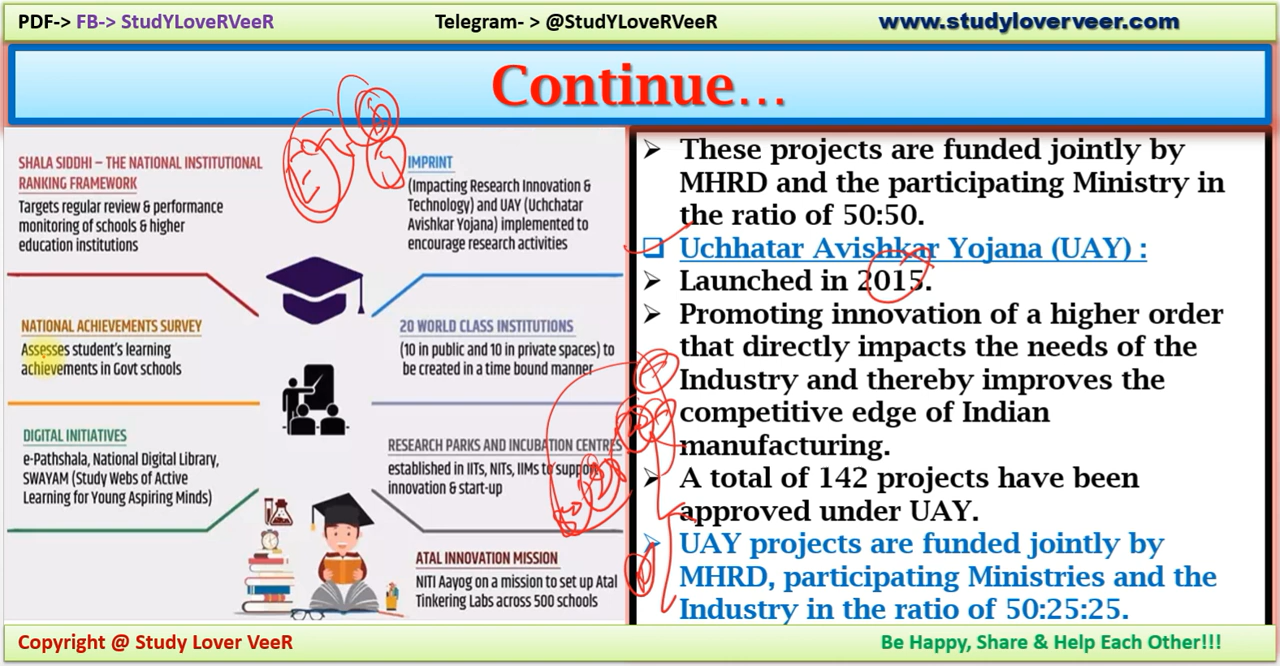 PDF-> FB-> StudYLoveRVeeR
Telegram- > @StudYLoveRVeeR
www.studyloverveer.com
Continue...
SHALA SIDDHI – THE NATIONAL INSTITUTIONAL
RANKING FRAMEWORK
Targets regular review & performance
monitoring of schools & higher
education institutions
IMPRINT
(Impacting Research Innovation &
Technology) and UAY (Uchchatar
Avishkar Yojana) implemented to
encourage research activities
NATIONAL ACHIEVEMENTS SURVEY
Assesses student's learning
achievements in Govt schools
20 WORLD CLASS INSTITUTIONS
(10 in public and 10 in private spaces) to
be created in a time bound manner
DIGITAL INITIATIVES
e-Pathshala, National Digital Library,
SWAYAM (Study Webs of Active
Learning for Young Aspiring Minds)
RESEARCH PARKS AND INCUBATION CENTRES
established in IITs, NITs, IIMs to support
innovation & start-up
ATAL INNOVATION MISSION
NITI Aayog on a mission to set up Atal
Tinkering Labs across 500 schools
These projects are funded jointly by
MHRD and the participating Ministry in
the ratio of 50:50.
Uchhatar Avishkar Yojana (UAY) :
Launched in 2015.
Promoting innovation of a higher order
that directly impacts the needs of the
Industry and thereby improves the
competitive edge of Indian
manufacturing.
A total of 142 projects have been
approved under UAY.
UAY projects are funded jointly by
MHRD, participating Ministries and the
Industry in the ratio of 50:25:25.
Copyright @ Study Lover VeeR
Be Happy, Share & Help Each Other!!!